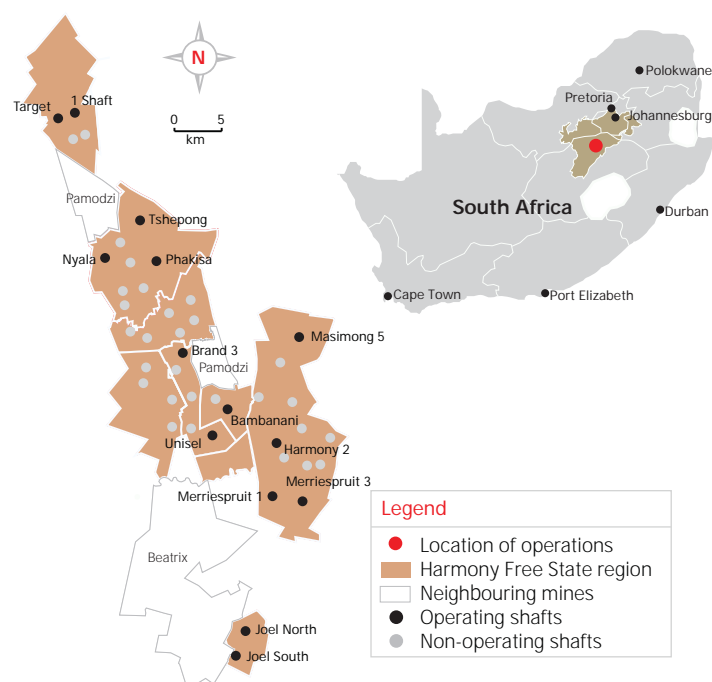 N
0 5
km
Target
1 Shaft
Pamodzi
Tshepong
Nyala
Phakisa
Masimong 5
Brand 3
Pamodzi
Bambanani
Unisel
Harmony 2
Merriespruit 3
Merriespruit 1
Beatrix
Joel North
Joel South
Polokwane
Pretoria
Johannesburg
South Africa
Durban
Cape Town
Port Elizabeth
Legend
Location of operations
Harmony Free State region
Neighbouring mines
Operating shafts
Non-operating shafts